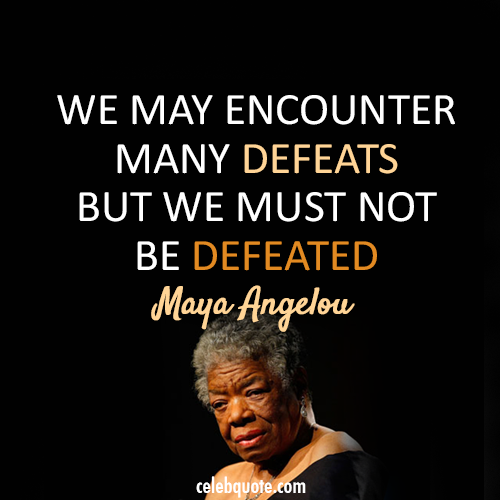 WE MAY ENCOUNTER
MANY DEFEATS
BUT WE MUST NOT
BE DEFEATED
Maya Angelou
celebquote.com